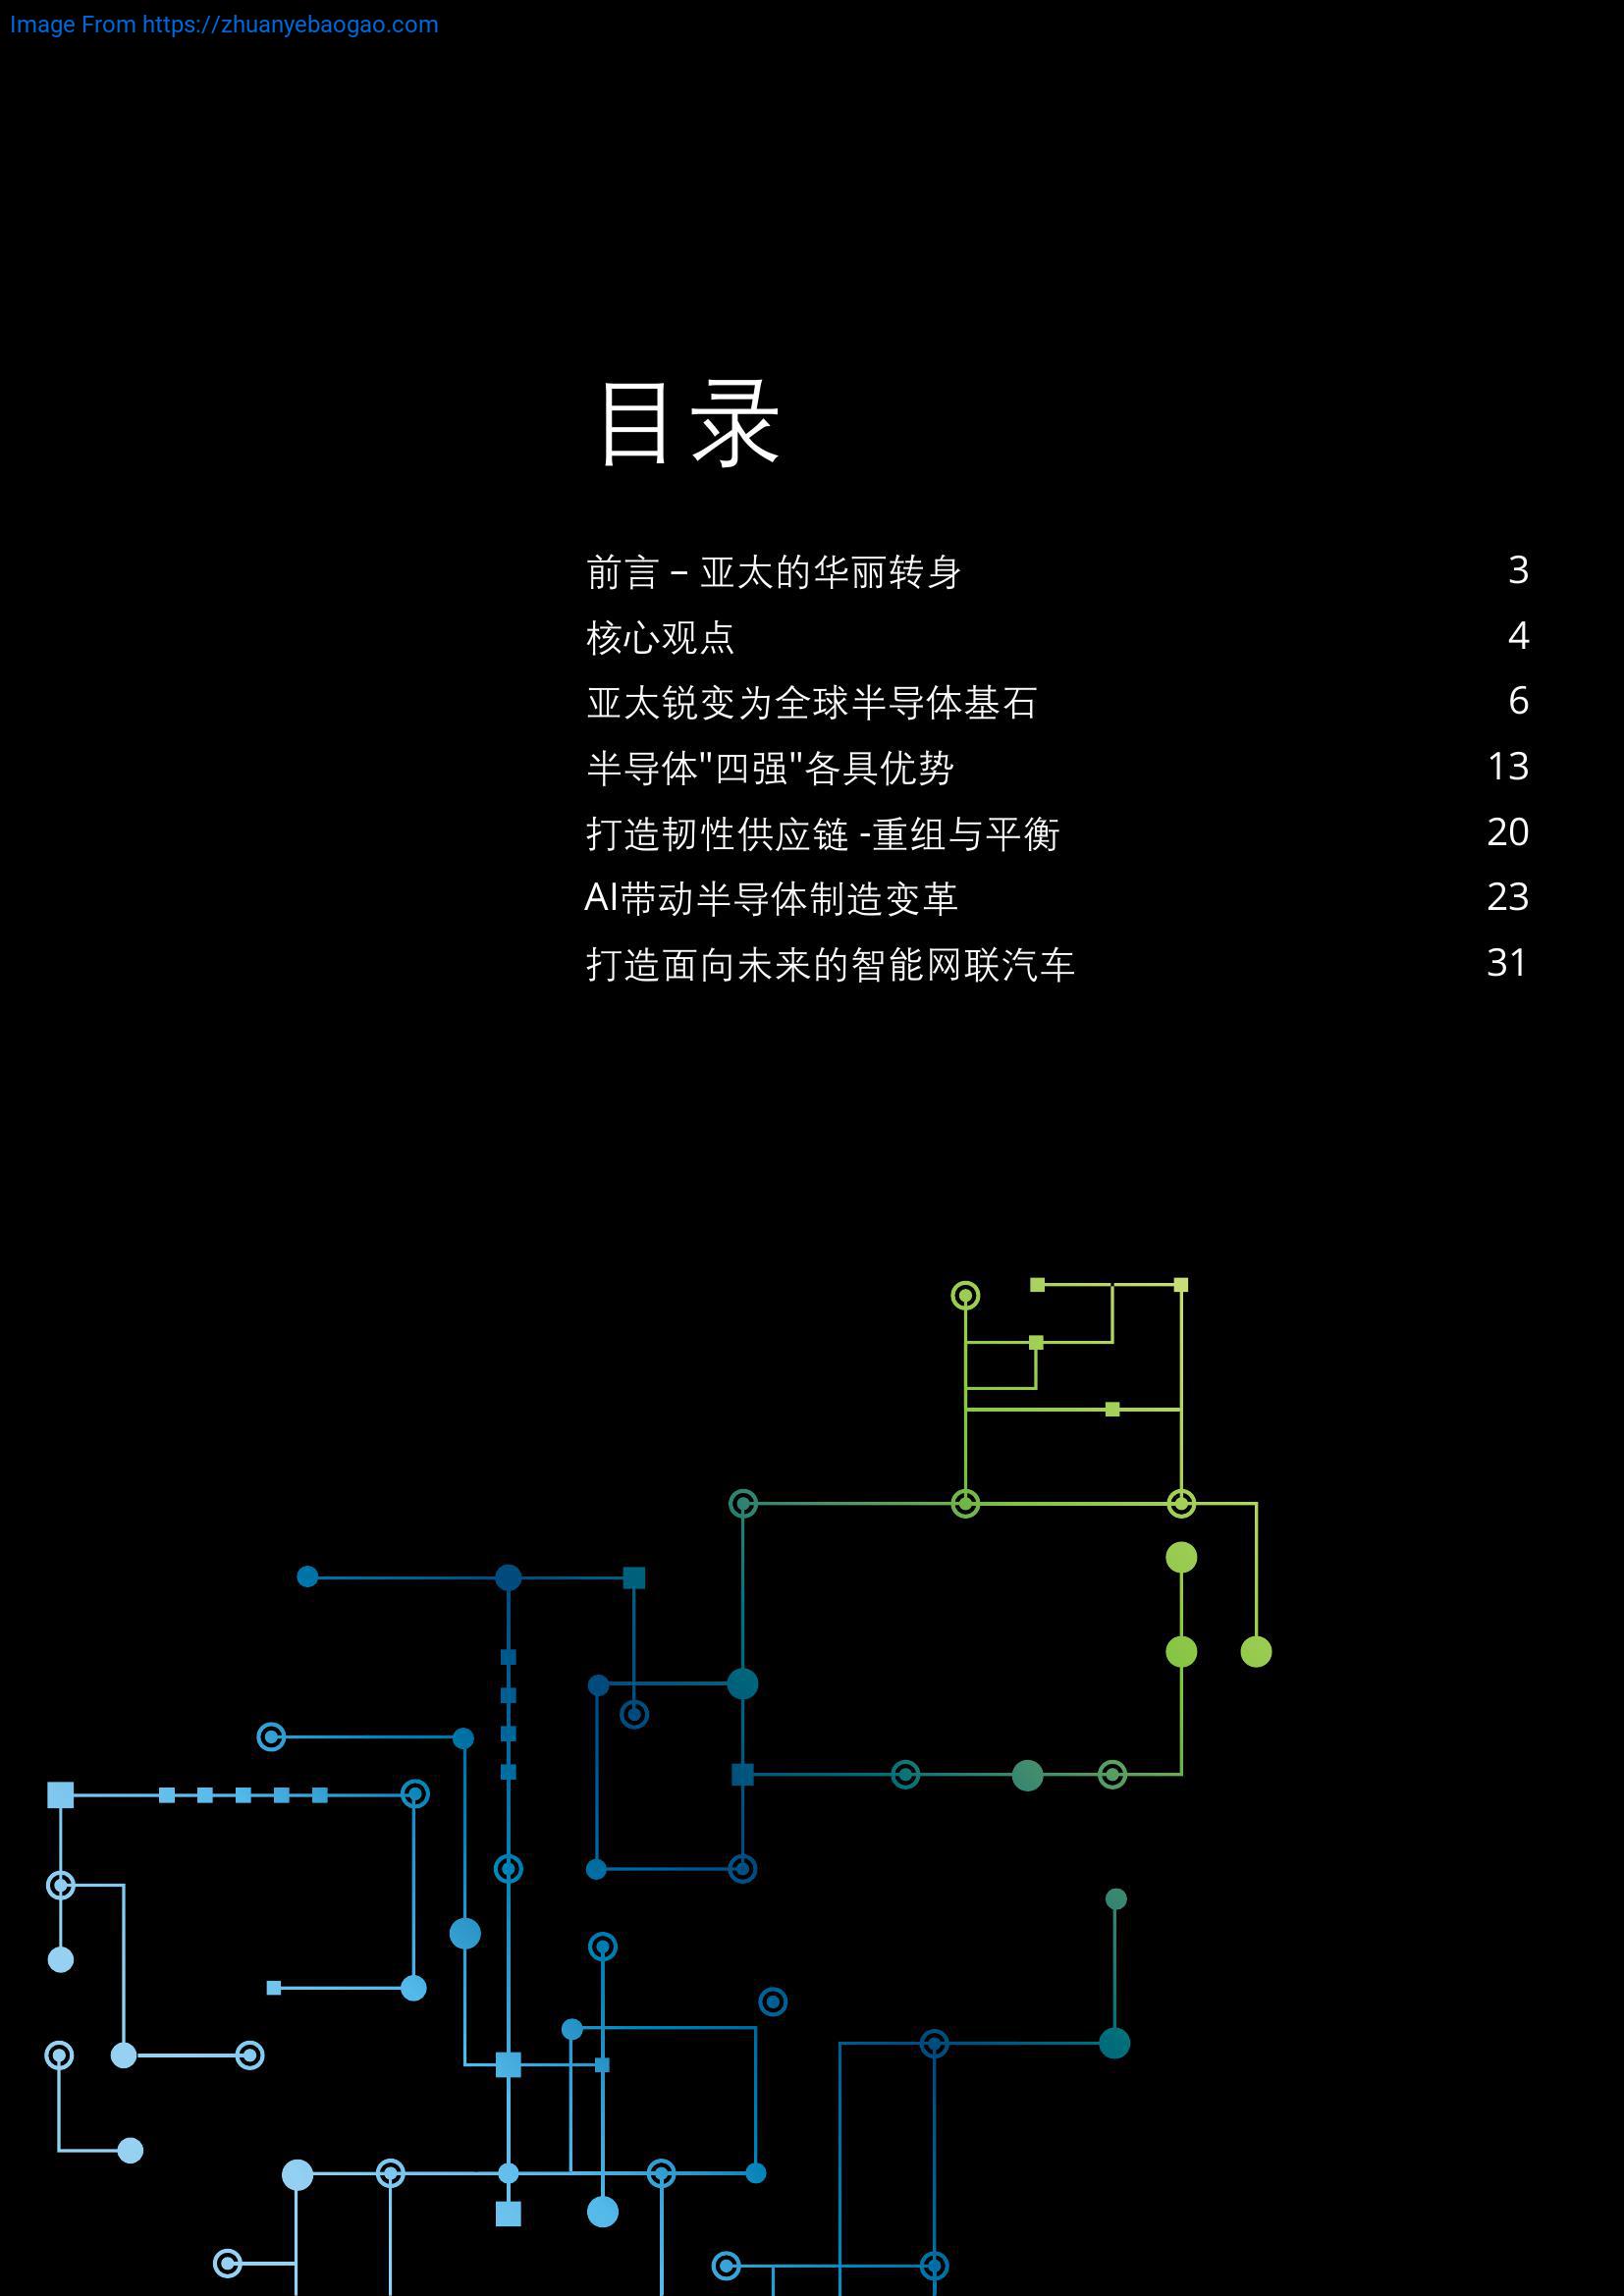 Image From https://zhuanyebaogao.com
目录
前言 – 亚太的华丽转身 3
核心观点 4
亚太锐变为全球半导体基石 6
半导体"四强"各具优势 13
打造韧性供应链 -重组与平衡 20
AI带动半导体制造变革 23
打造面向未来的智能网联汽车 31